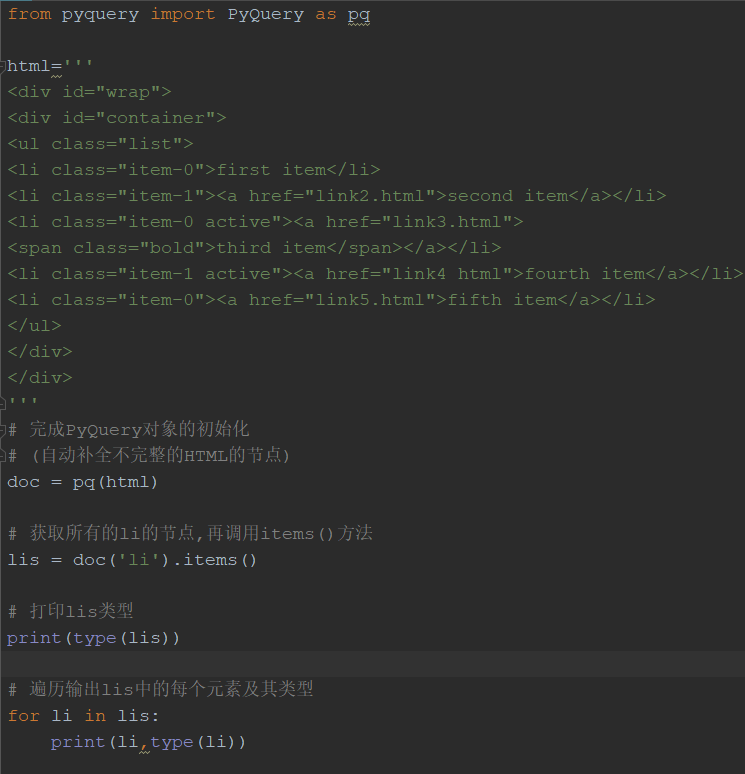 from pyquery import PyQuery as pq
html='''
<div id="wrap">
<div id="container">
<ul class="list">
<li class="item-0">first item</li>
<li class="item-1"><a href="link2.html">second item</a></li>
<li class="item-0 active"><a href="link3.html">
<span class="bold">third item</span></a></li>
<li class="item-1 active"><a href="link4 html">fourth item</a></li>
<li class="item-0"><a href="link5.html">fifth item</a></li>
</ul>
</div>
</div>
'''
# 完成PyQuery对象的初始化
# (自动补全不完整的HTML的节点)
doc = pq(html)
# 获取所有的li的节点,再调用items()方法
lis = doc('li').items()
# 打印lis类型
print(type(lis))
# 遍历输出lis中的每个元素及其类型
for li in lis:
    print(li,type(li))